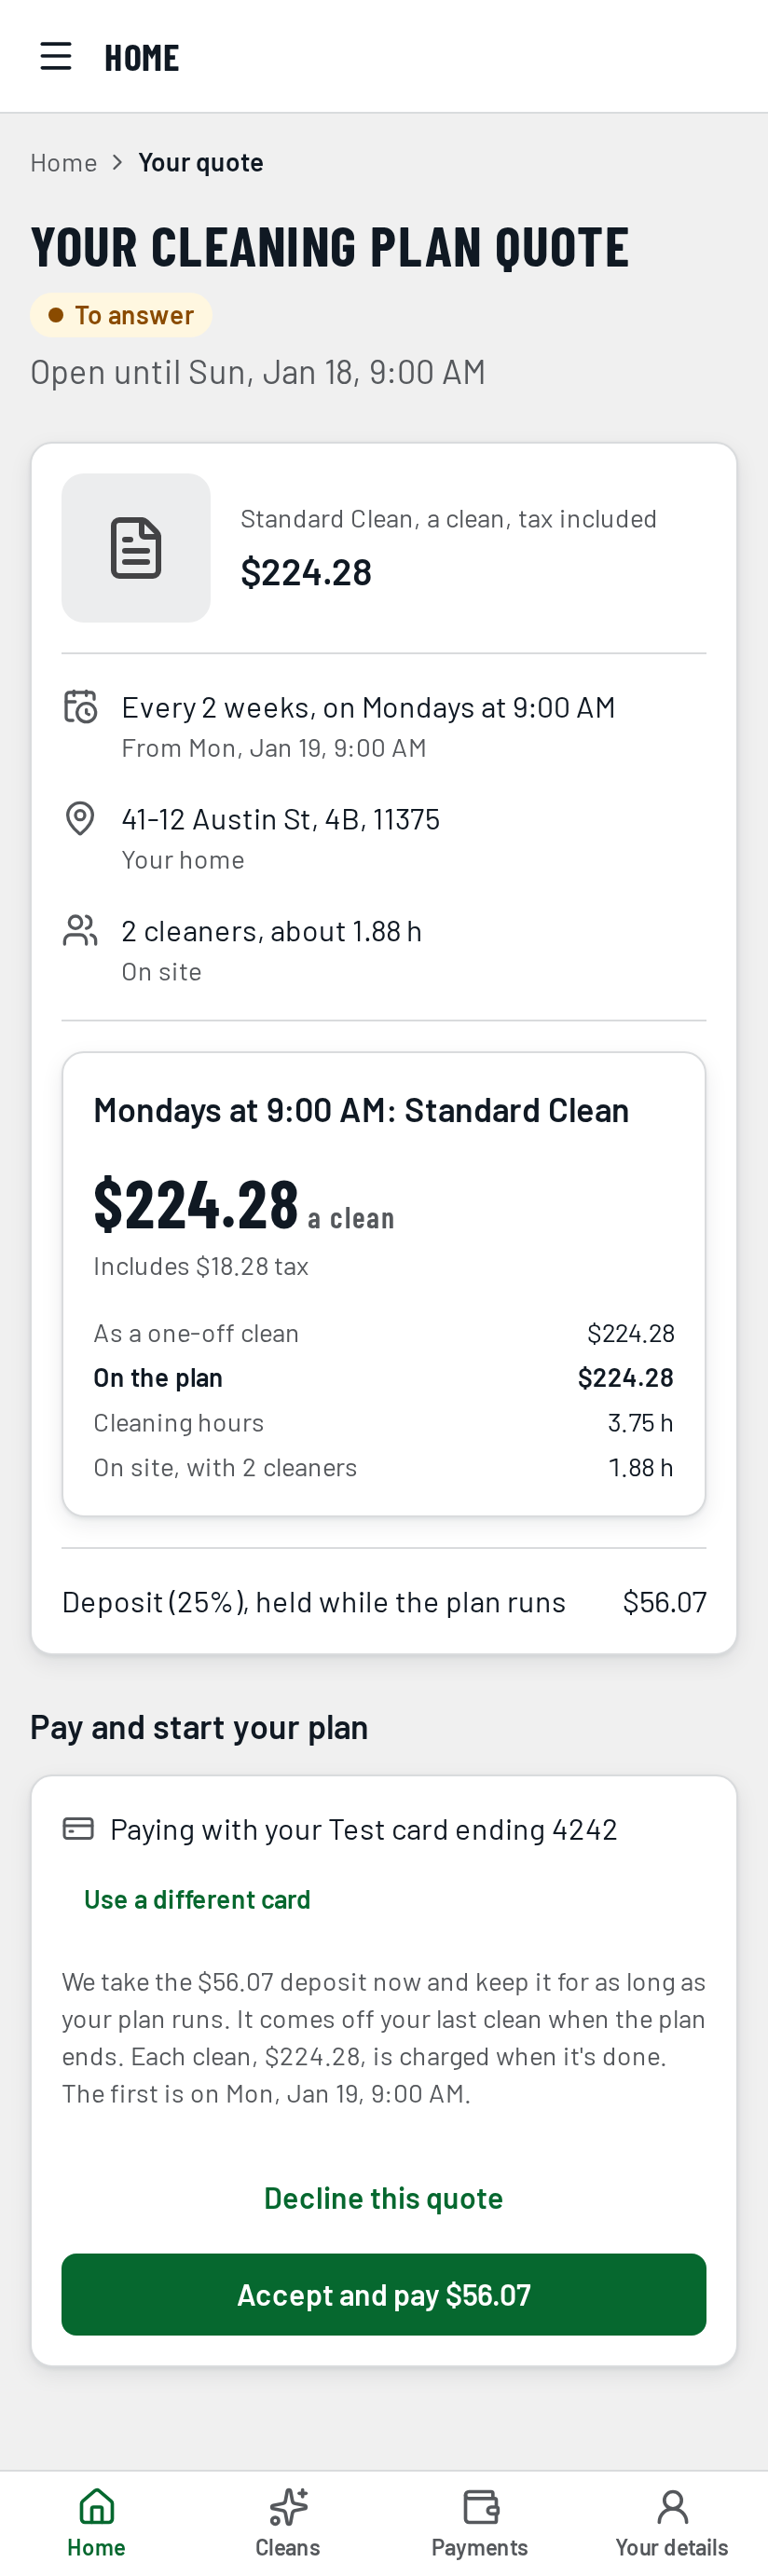 HOME
Home > Your quote
YOUR CLEANING PLAN QUOTE
To answer
Open until Sun, Jan 18, 9:00 AM
Standard Clean, a clean, tax included
$224.28
Every 2 weeks, on Mondays at 9:00 AM
From Mon, Jan 19, 9:00 AM
41-12 Austin St, 4B, 11375
Your home
2 cleaners, about 1.88 h
On site
Mondays at 9:00 AM: Standard Clean
$224.28 a clean
Includes $18.28 tax
As a one-off clean $224.28
On the plan $224.28
Cleaning hours 3.75 h
On site, with 2 cleaners 1.88 h
Deposit (25%), held while the plan runs $56.07
Pay and start your plan
Paying with your Test card ending 4242
Use a different card
We take the $56.07 deposit now and keep it for as long as
your plan runs. It comes off your last clean when the plan
ends. Each clean, $224.28, is charged when it's done.
The first is on Mon, Jan 19, 9:00 AM.
Decline this quote
Accept and pay $56.07
Home Cleans Payments Your details